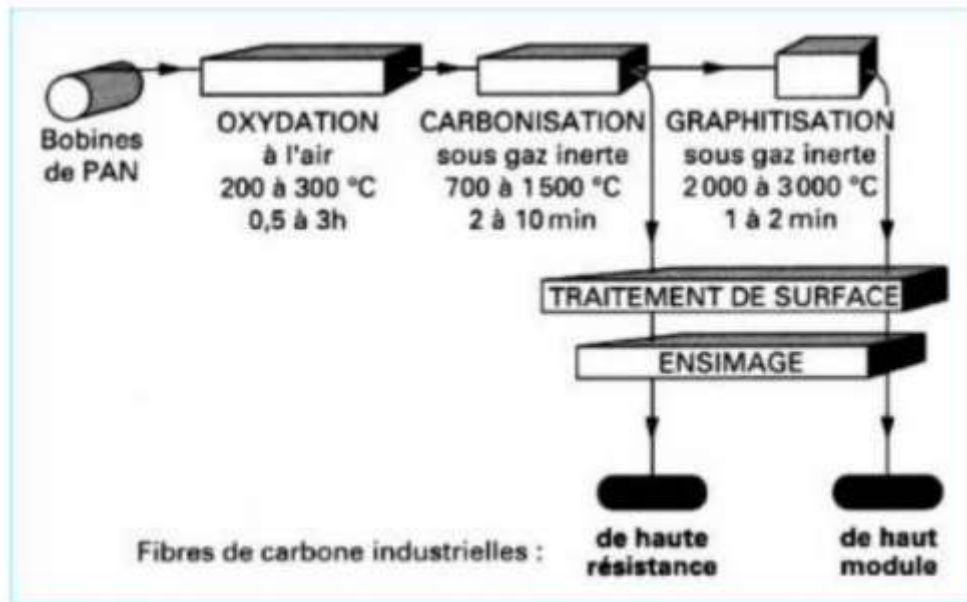 Bobines
de PAN
OXYDATION
à l'air
200 à 300 °C
0,5 à 3h
CARBONISATION
sous gaz inerte
700 à 1 500 °C
2 à 10 min
GRAPHITISATION
sous gaz inerte
2 000 à 3 000 °C
1 à 2 min
TRAITEMENT DE SURFACE
ENSIMAGE
Fibres de carbone industrielles :
de haute
résistance
de haut
module